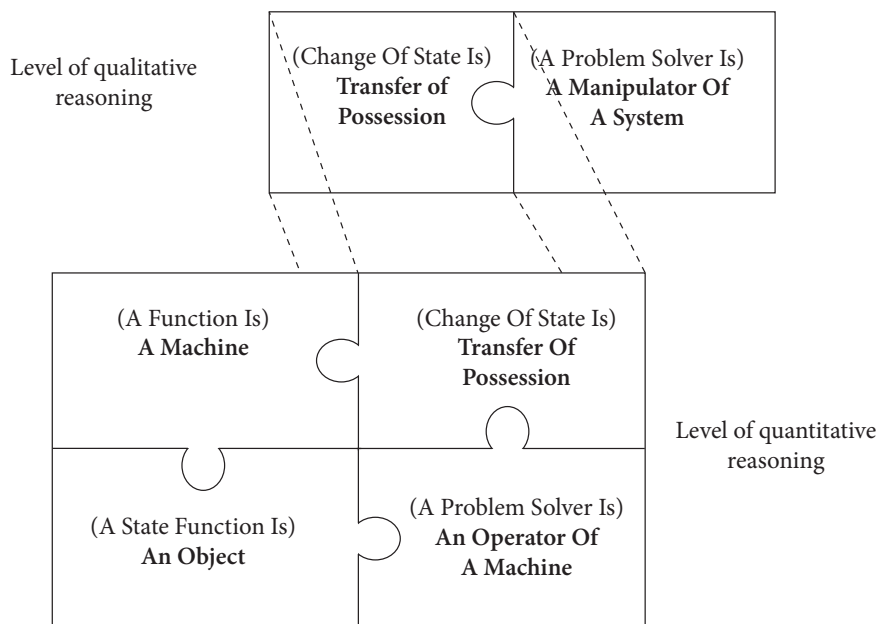 Level of qualitative
reasoning
(Change Of State Is)
Transfer of
Possession
(A Problem Solver Is)
A Manipulator Of
A System
(A Function Is)
A Machine
(Change Of State Is)
Transfer Of
Possession
Level of quantitative
reasoning
(A State Function Is)
An Object
(A Problem Solver Is)
An Operator Of
A Machine